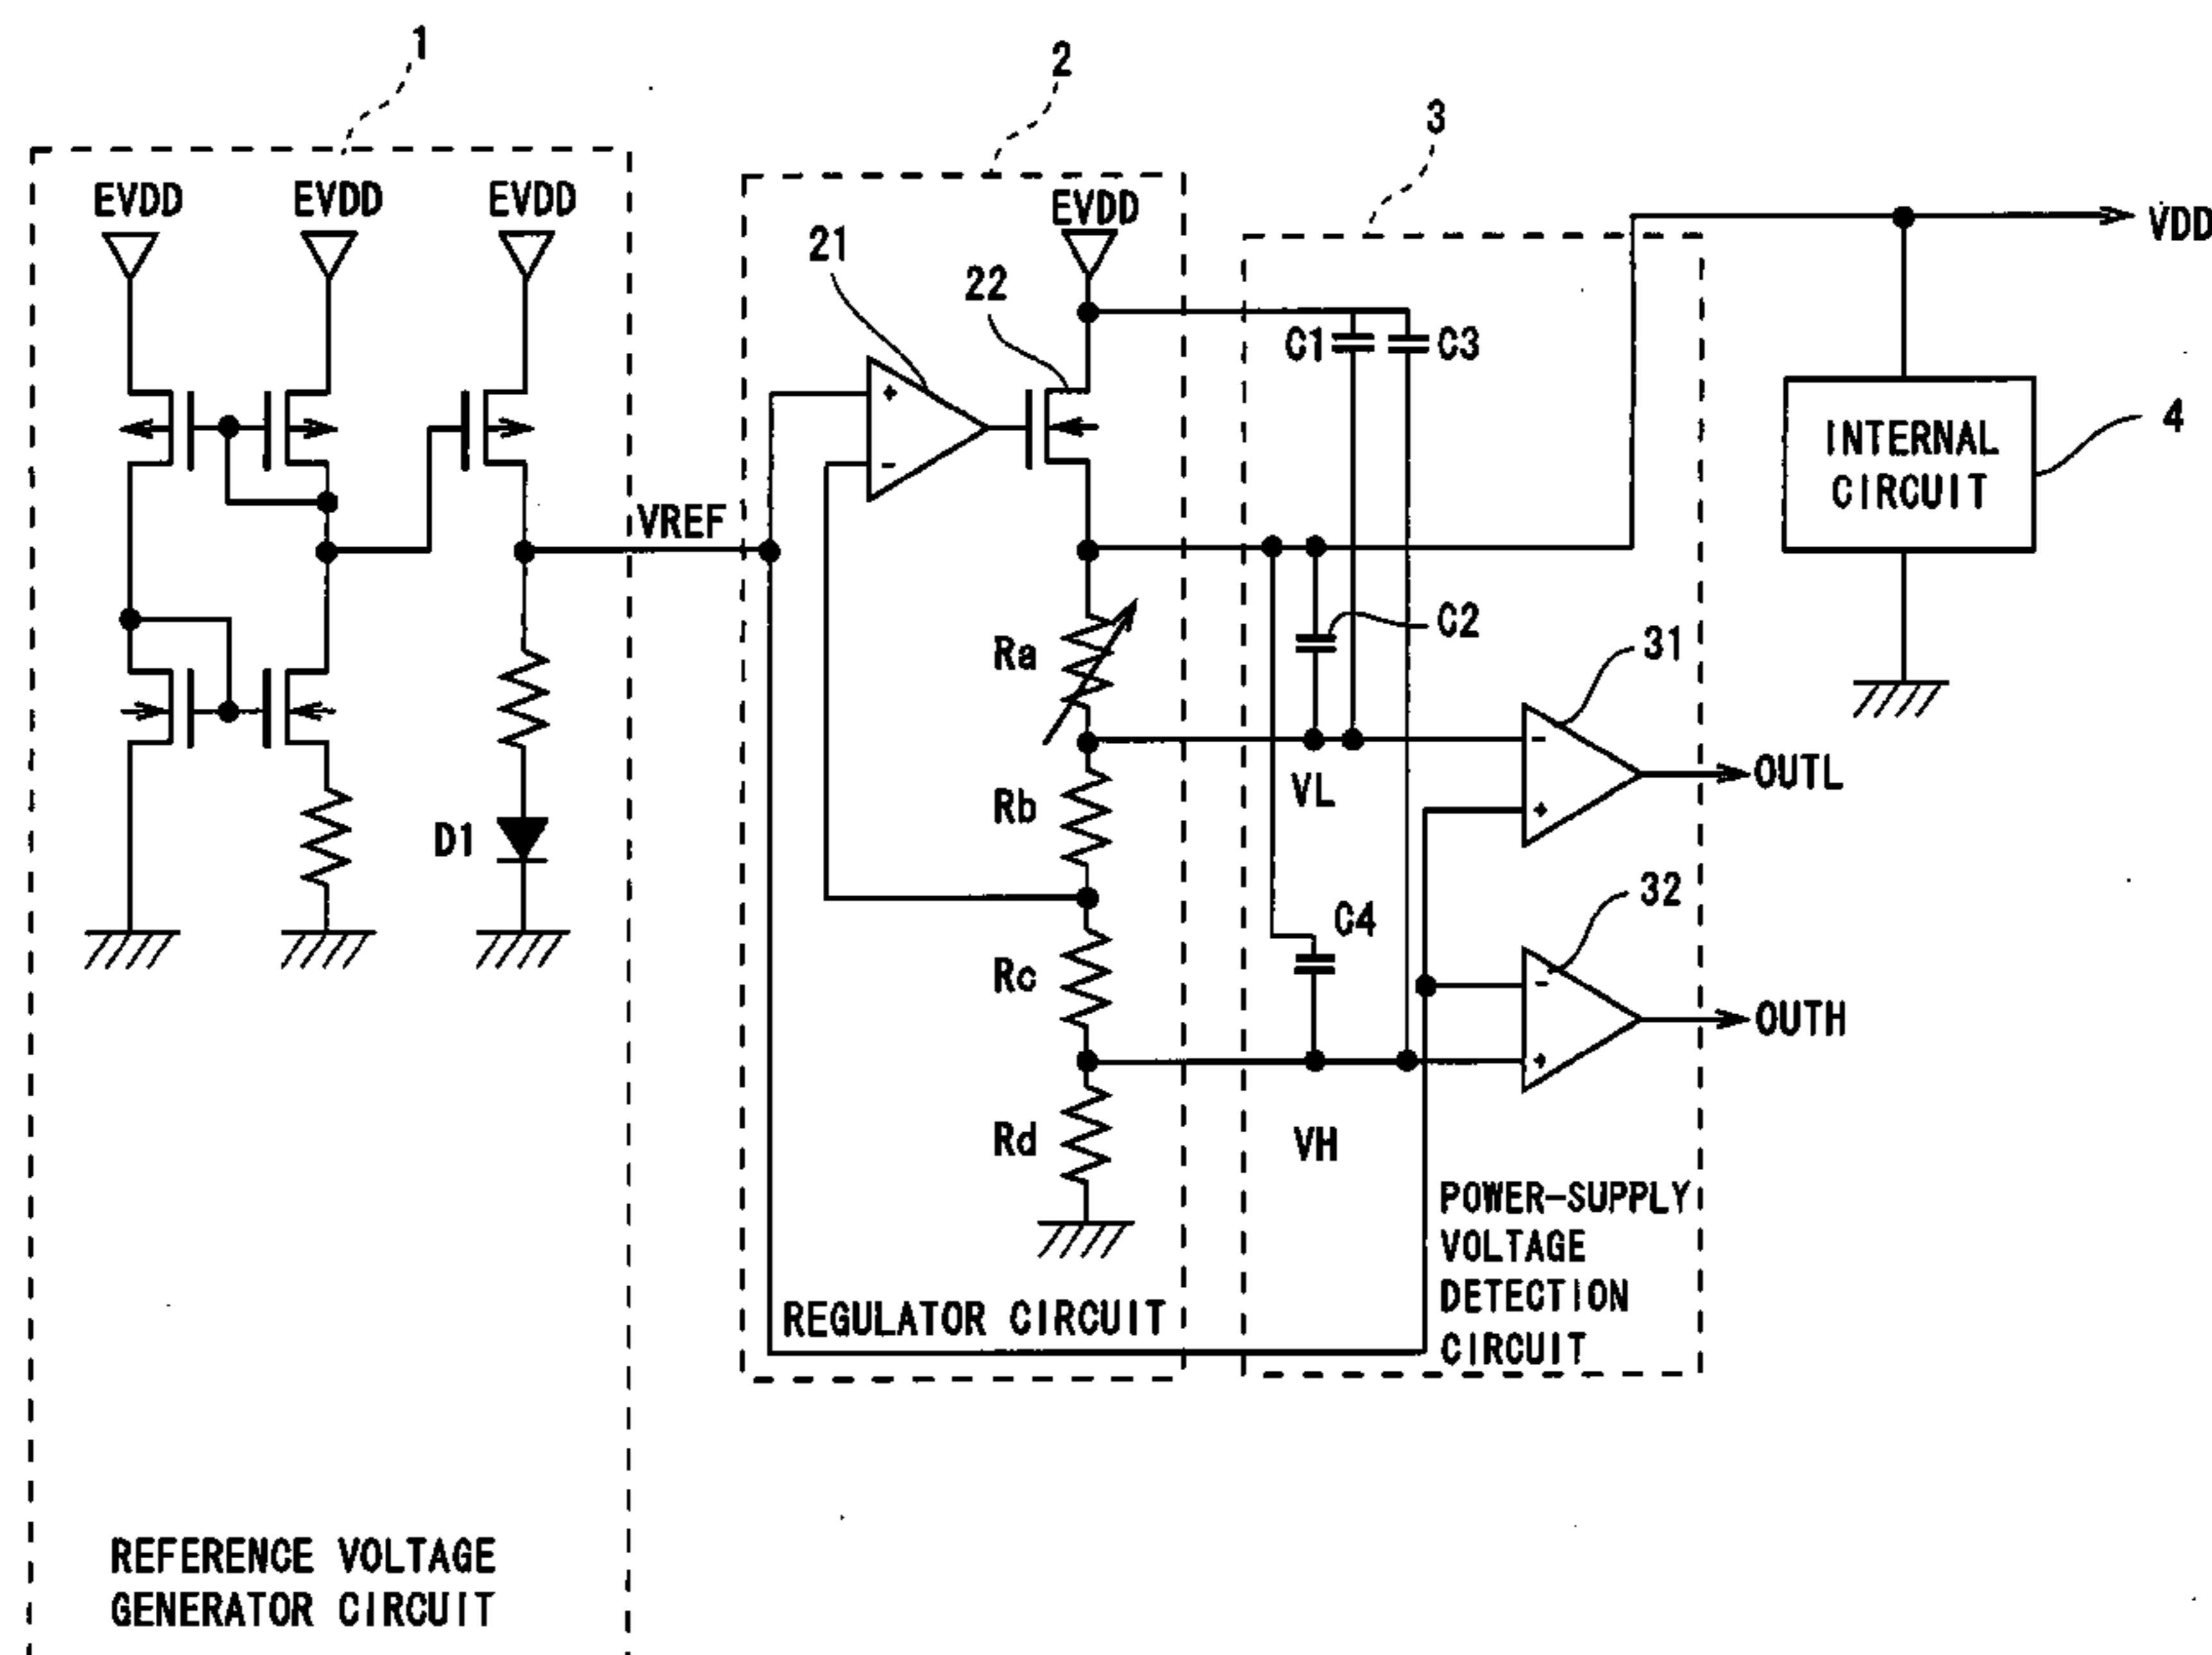 1
2
3
EVDD
EVDD
EVDD
EVDD
VDD
21
22
C1
C3
+
-
INTERNAL
CIRCUIT
4
VREF
C2
Ra
31
-
VL
OUTL
Rb
+
D1
32
C4
Rc
-
OUTH
+
Rd
VH
POWER-SUPPLY
VOLTAGE
DETECTION
CIRCUIT
REGULATOR CIRCUIT
REFERENCE VOLTAGE
GENERATOR CIRCUIT